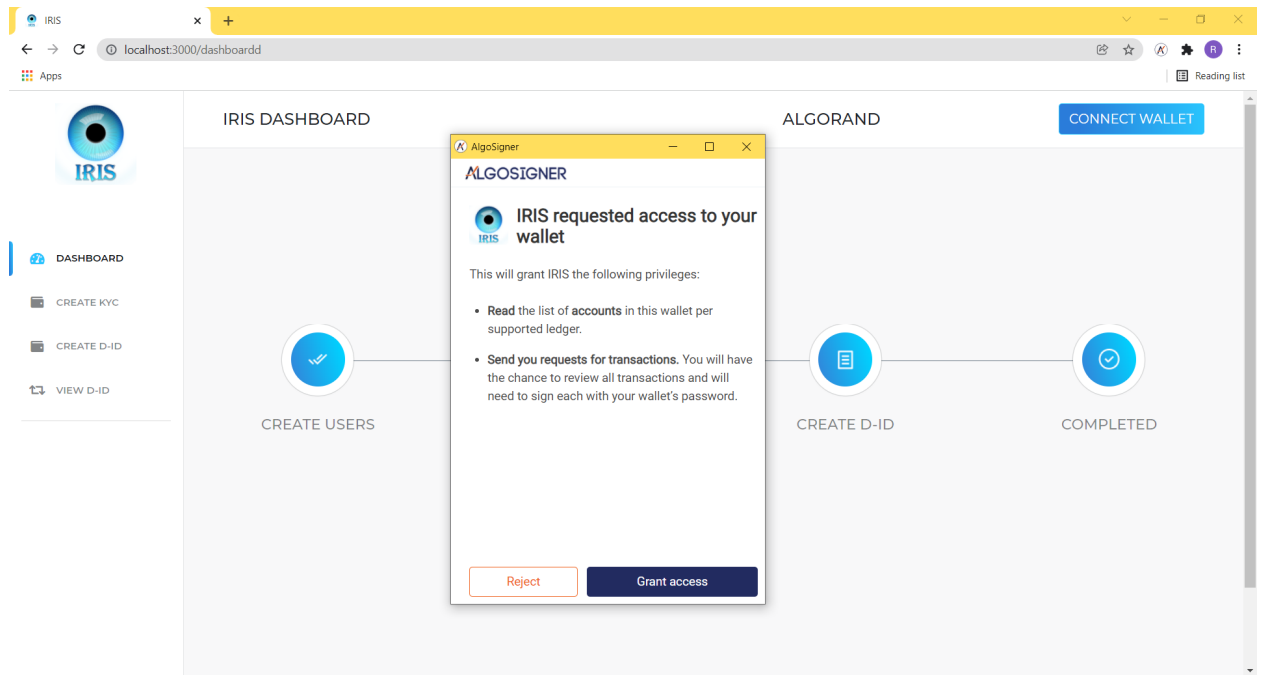 IRIS
localhost:3000/dashboardd
R
Apps
Reading list
IRIS
IRIS DASHBOARD
ALGORAND
CONNECT WALLET
DASHBOARD
CREATE KYC
CREATE D-ID
VIEW D-ID
CREATE USERS
CREATE D-ID
COMPLETED
AlgoSigner
ALGOSIGNER
IRIS
IRIS requested access to your
wallet
This will grant IRIS the following privileges:
Read the list of accounts in this wallet per
supported ledger.
Send you requests for transactions. You will have
the chance to review all transactions and will
need to sign each with your wallet's password.
Reject
Grant access